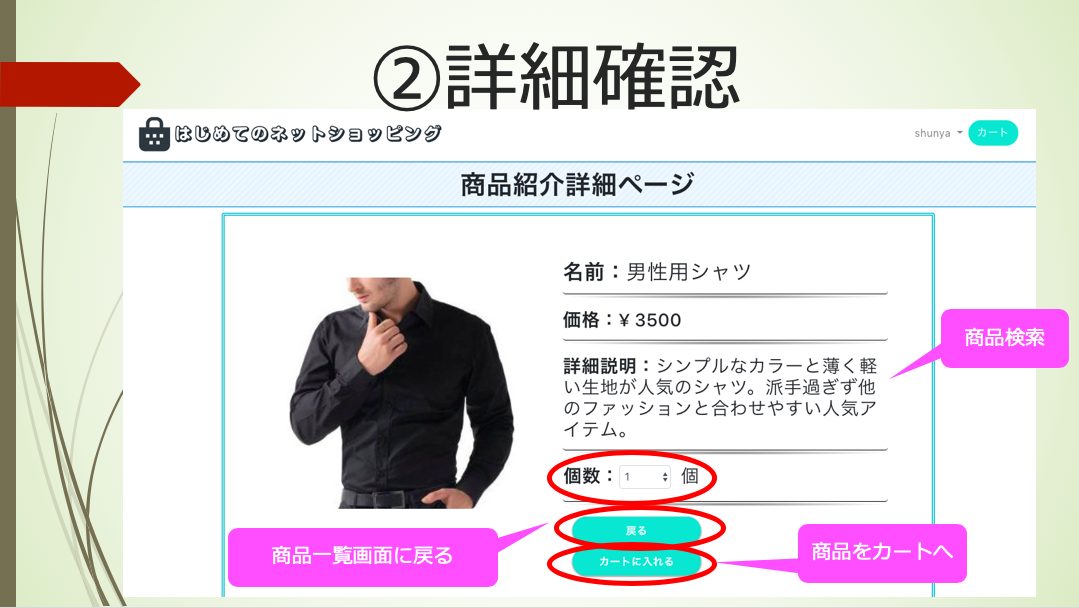 ②詳細確認
はじめてのネットショッピング
shunya
カート
商品紹介詳細ページ
名前：男性用シャツ
価格：¥ 3500
詳細説明：シンプルなカラーと薄く軽
い生地が人気のシャツ。派手過ぎず他
のファッションと合わせやすい人気ア
イテム。
商品検索
個数：1 個
戻る
商品一覧画面に戻る
カートに入れる
商品をカートへ